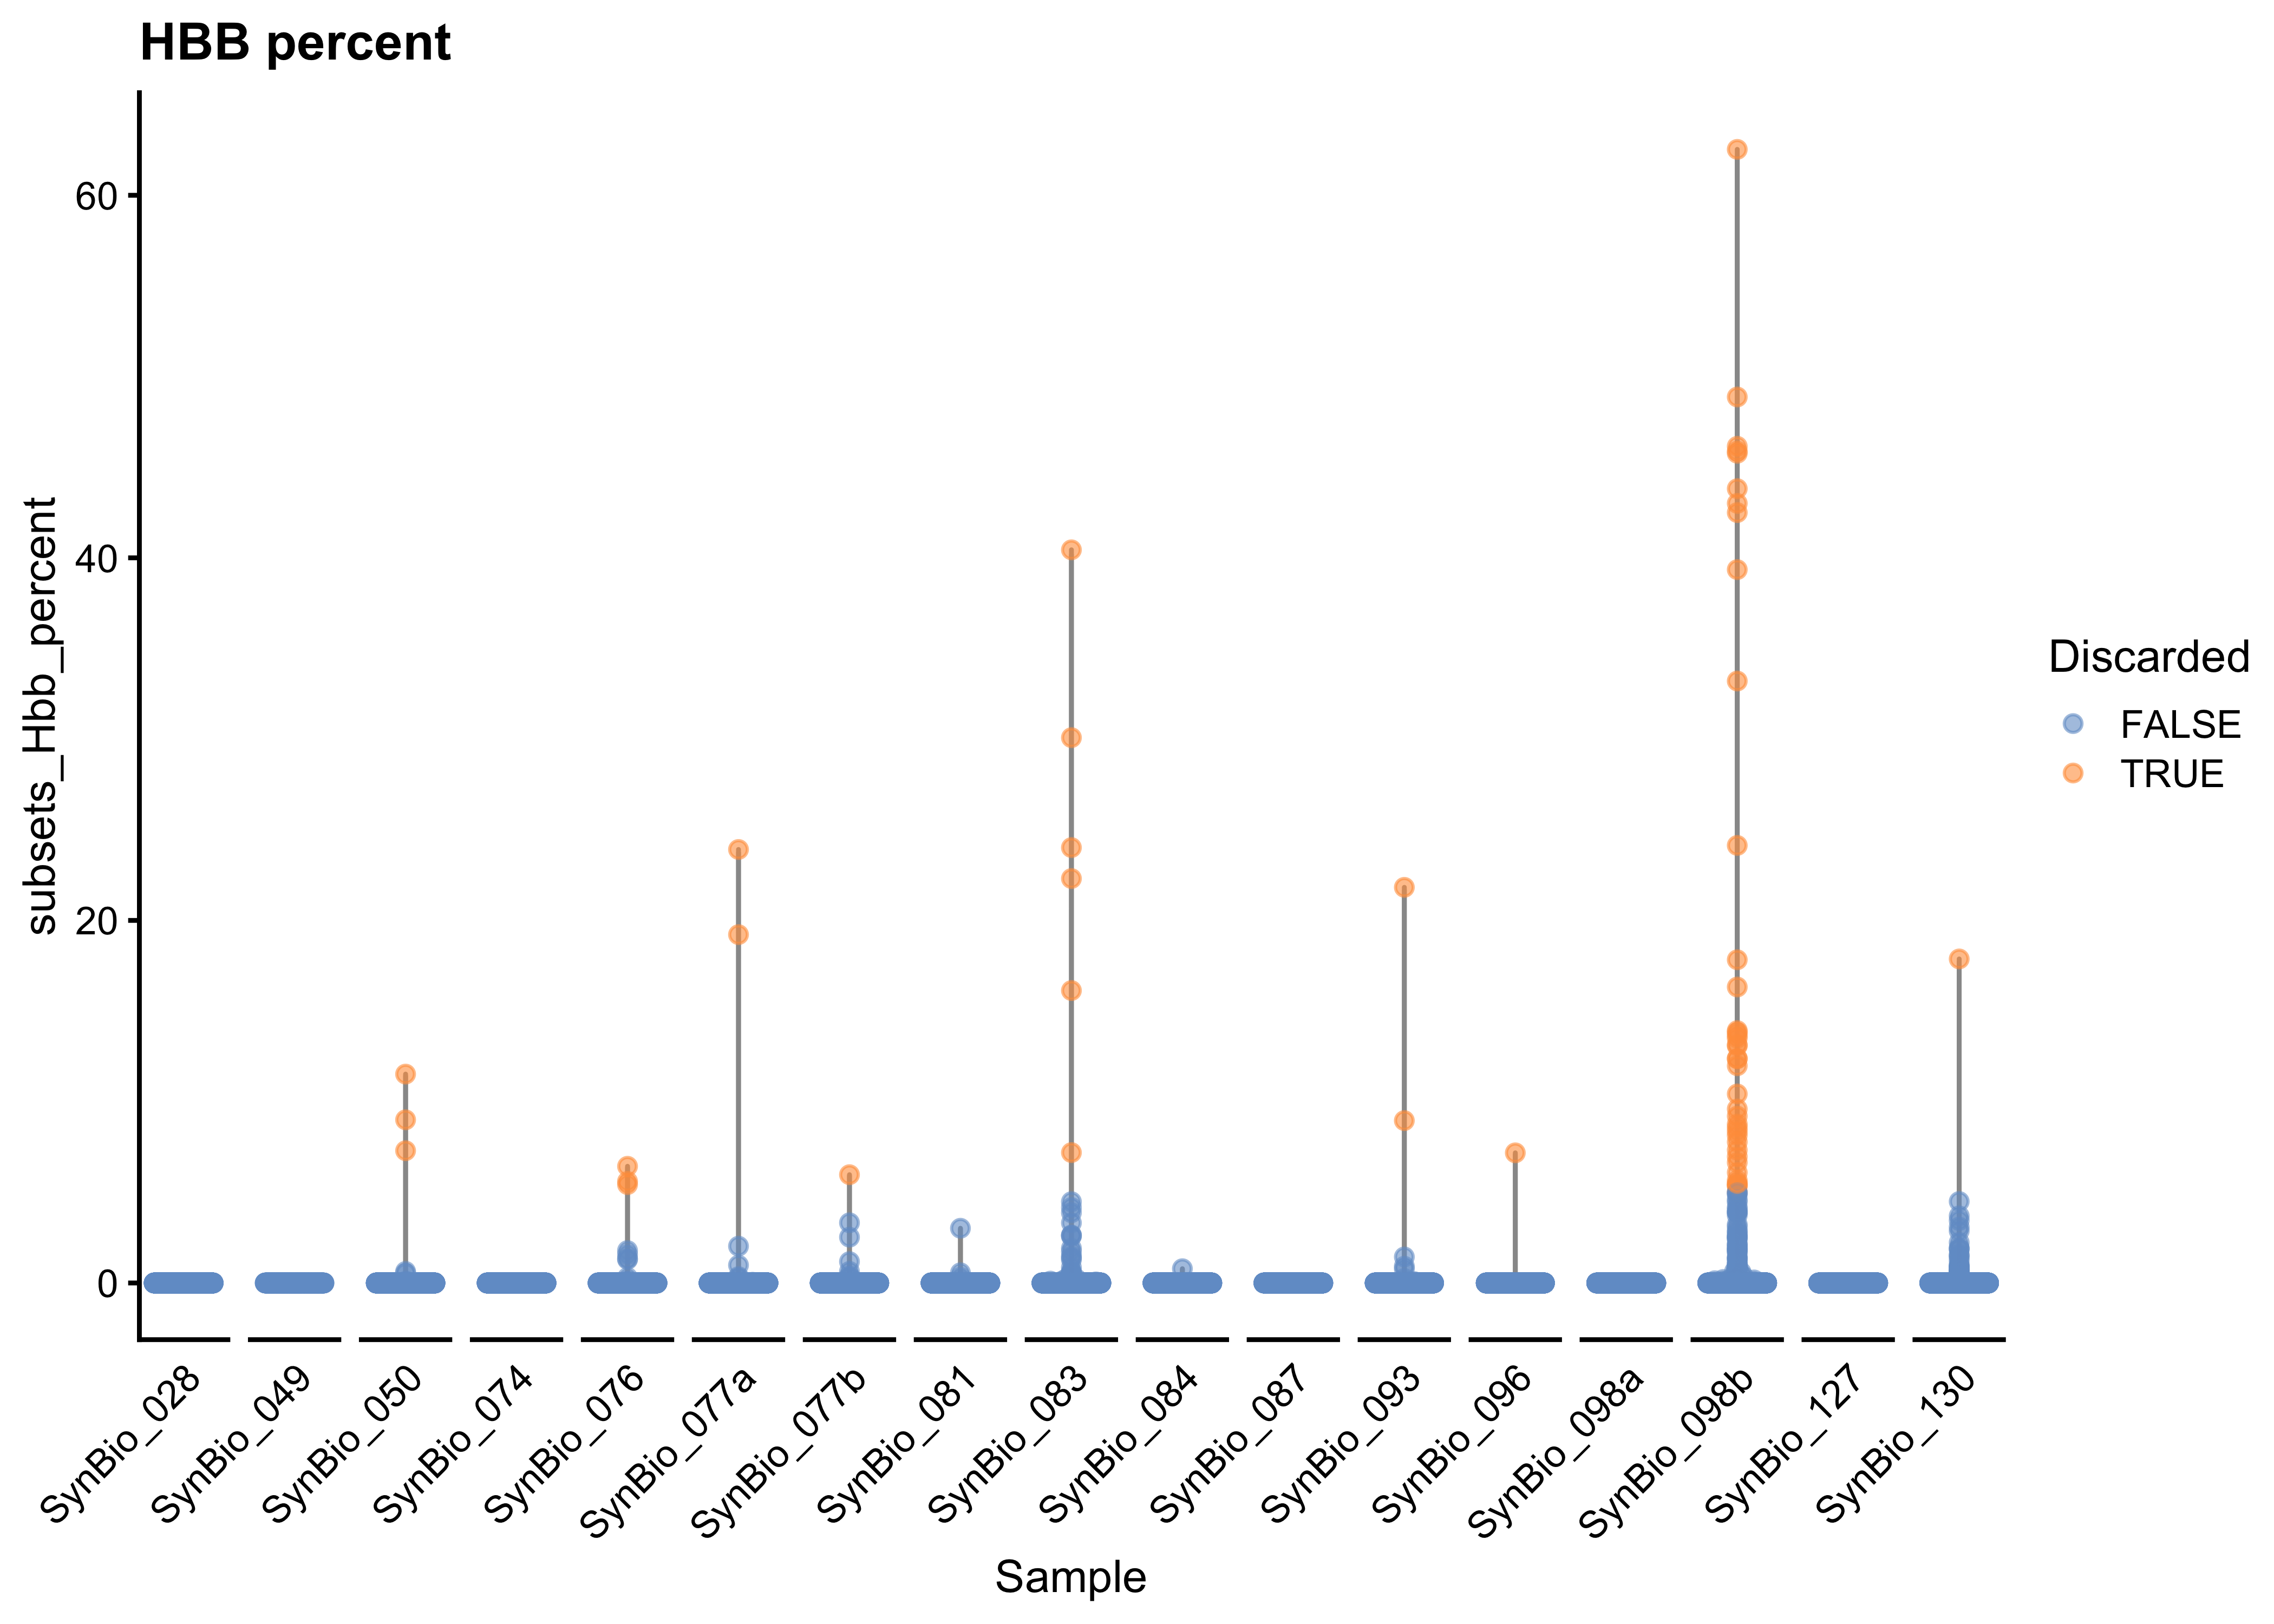 HBB percent
subsets_Hbb_percent
60
40
20
0
SynBio_028
SynBio_049
SynBio_050
SynBio_074
SynBio_076
SynBio_077a
SynBio_077b
SynBio_081
SynBio_083
SynBio_084
SynBio_087
SynBio_093
SynBio_096
SynBio_098a
SynBio_098b
SynBio_127
SynBio_130
Sample
Discarded
FALSE
TRUE